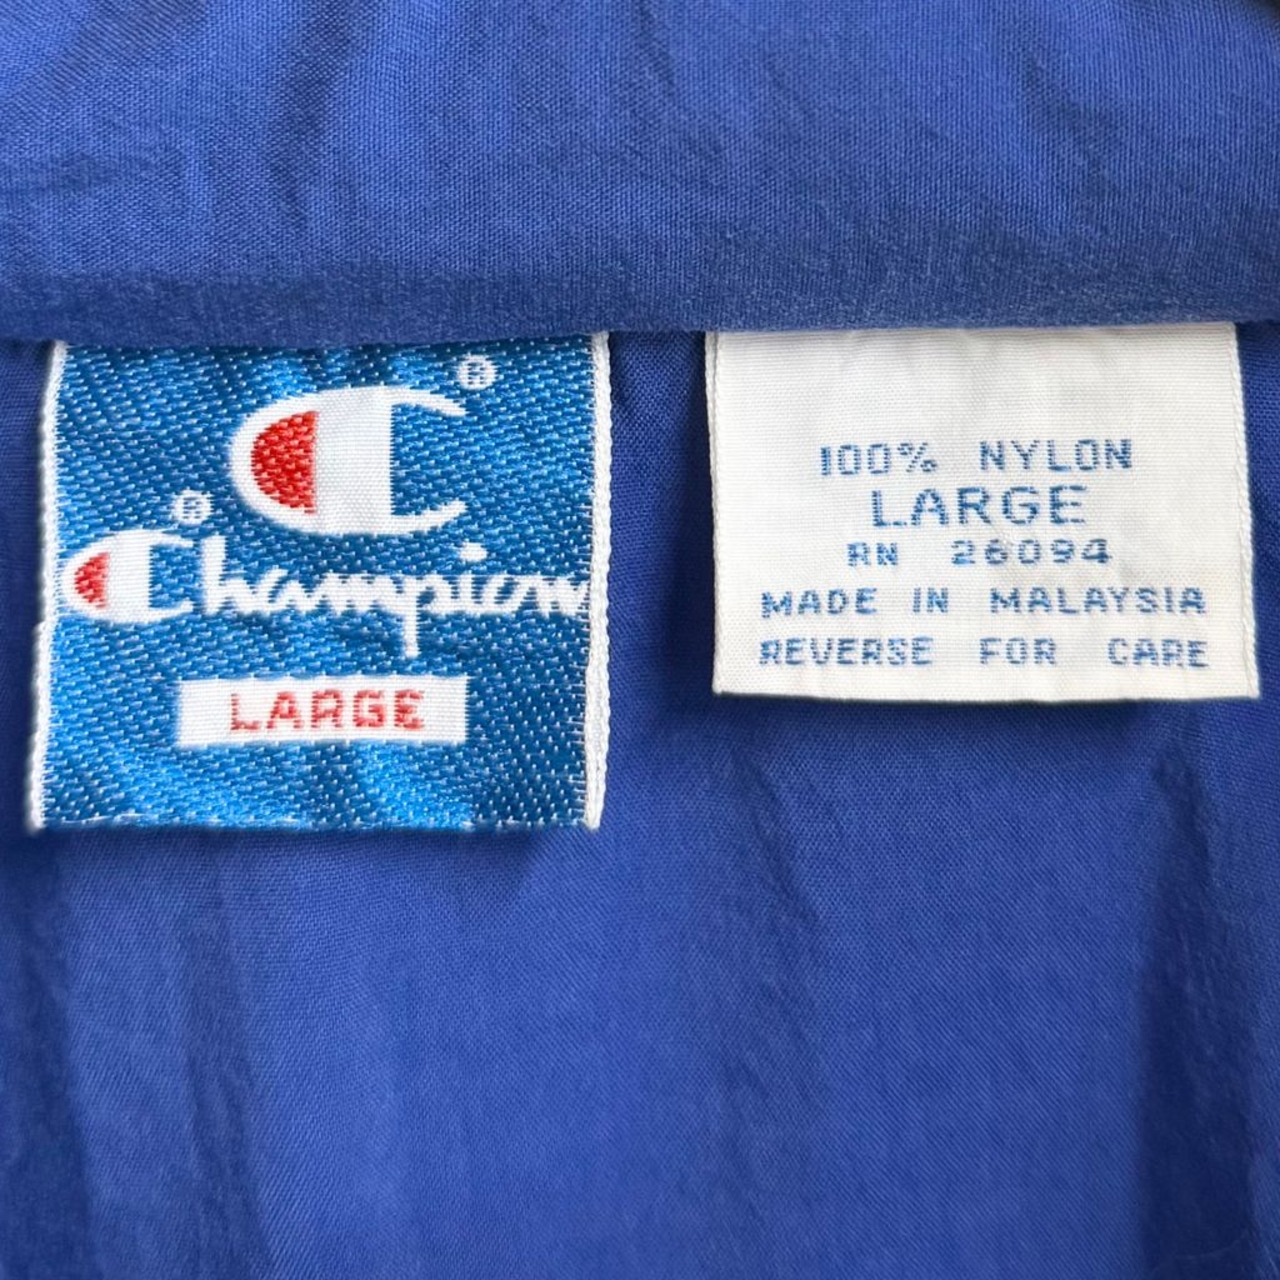 ®
C
® Champion
LARGE
100% NYLON
LARGE
RN 26094
MADE IN MALAYSIA
REVERSE FOR CARE